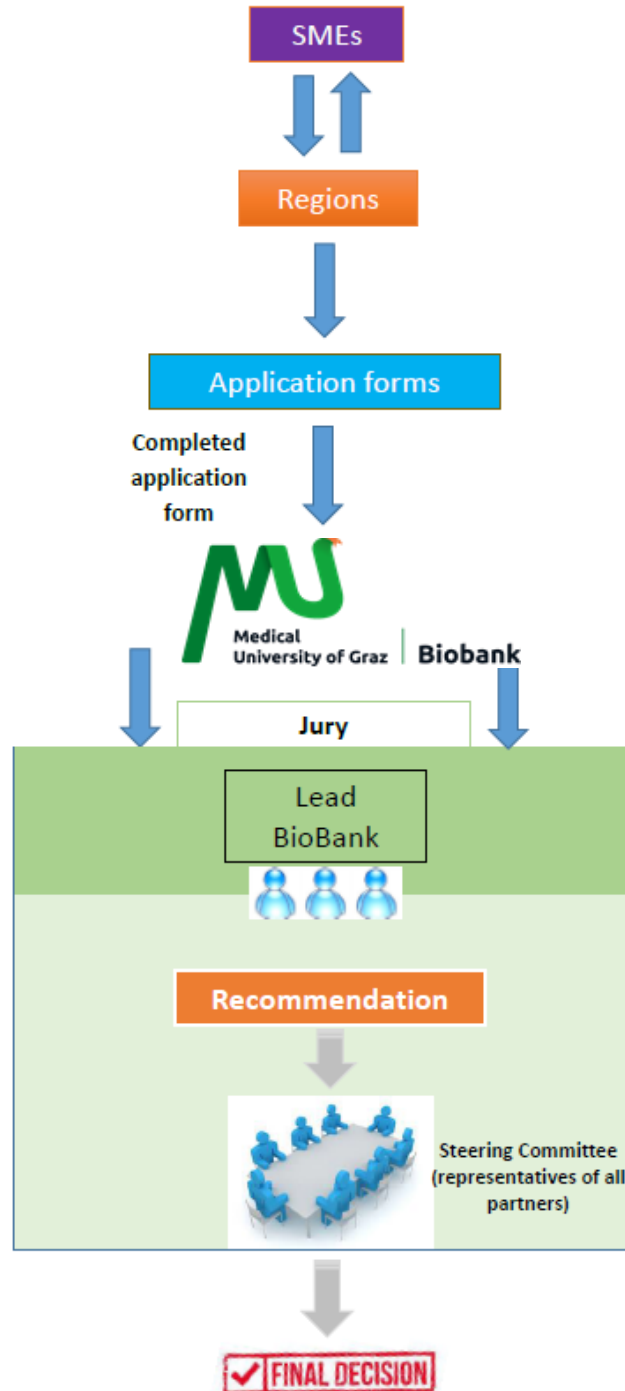 SMEs
Regions
Application forms
Completed
application
form
Medical
University of Graz
Biobank
Jury
Lead
BioBank
Recommendation
Steering Committee
(representatives of all
partners)
FINAL DECISION